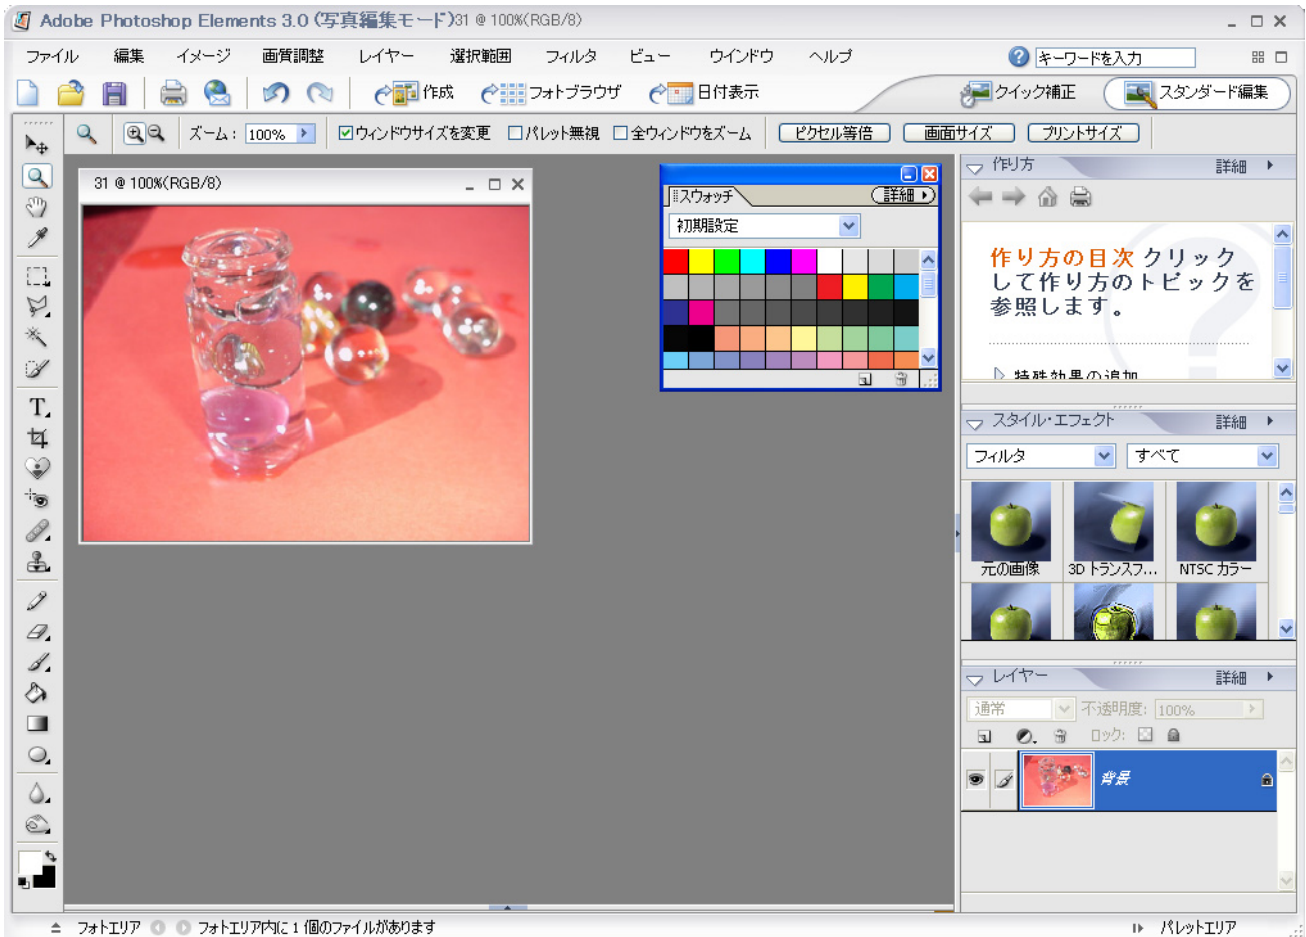 Adobe Photoshop Elements 3.0 (写真編集モード)31 @ 100%(RGB/8)
ファイル 編集 イメージ 画質調整 レイヤー 選択範囲 フィルタ ビュー ウインドウ ヘルプ キーワードを入力
作成 フォトブラウザ 日付表示 クイック補正 スタンダード編集
ズーム: 100% ウィンドウサイズを変更 パレット無視 全ウィンドウをズーム ピクセル等倍 画面サイズ プリントサイズ
31 @ 100%(RGB/8)
スウォッチ 詳細
初期設定
作り方 詳細
作り方の目次 クリック
して作り方のトピックを
参照します。
特殊効果の追加
スタイル・エフェクト 詳細
フィルタ すべて
元の画像 3D トランスフ... NTSC カラー
レイヤー 詳細
通常 不透明度: 100%
ロック:
背景
T
フォトエリア フォトエリア内に 1 個のファイルがあります パレットエリア